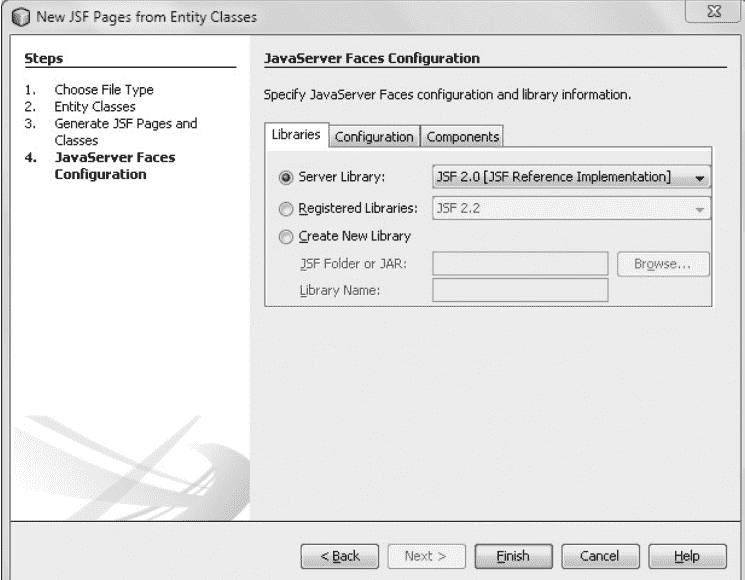 New JSF Pages from Entity Classes
Steps
1. Choose File Type
2. Entity Classes
3. Generate JSF Pages and
Classes
4. JavaServer Faces
Configuration
JavaServer Faces Configuration
Specify JavaServer Faces configuration and library information.
Libraries Configuration Components
Server Library: JSF 2.0 [JSF Reference Implementation]
Registered Libraries: JSF 2.2
Create New Library
JSF Folder or JAR: Browse...
Library Name:
< Back Next > Finish Cancel Help